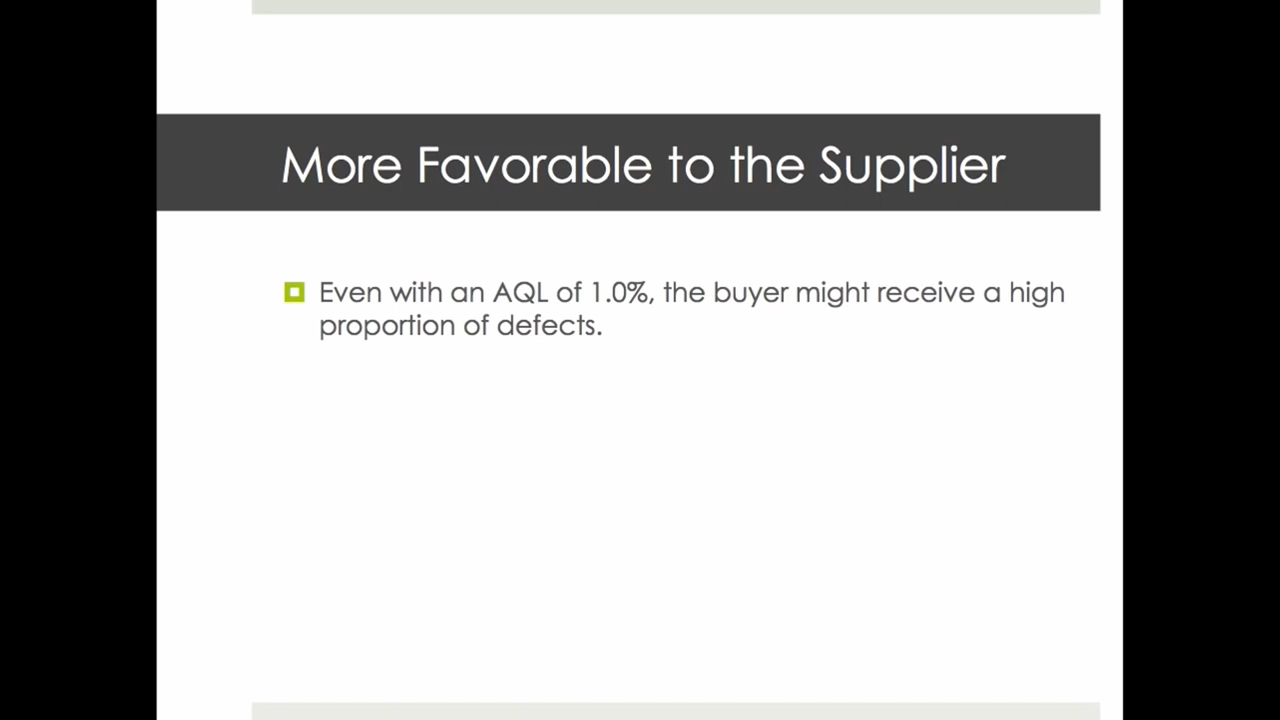 More Favorable to the Supplier
Even with an AQL of 1.0%, the buyer might receive a high
proportion of defects.